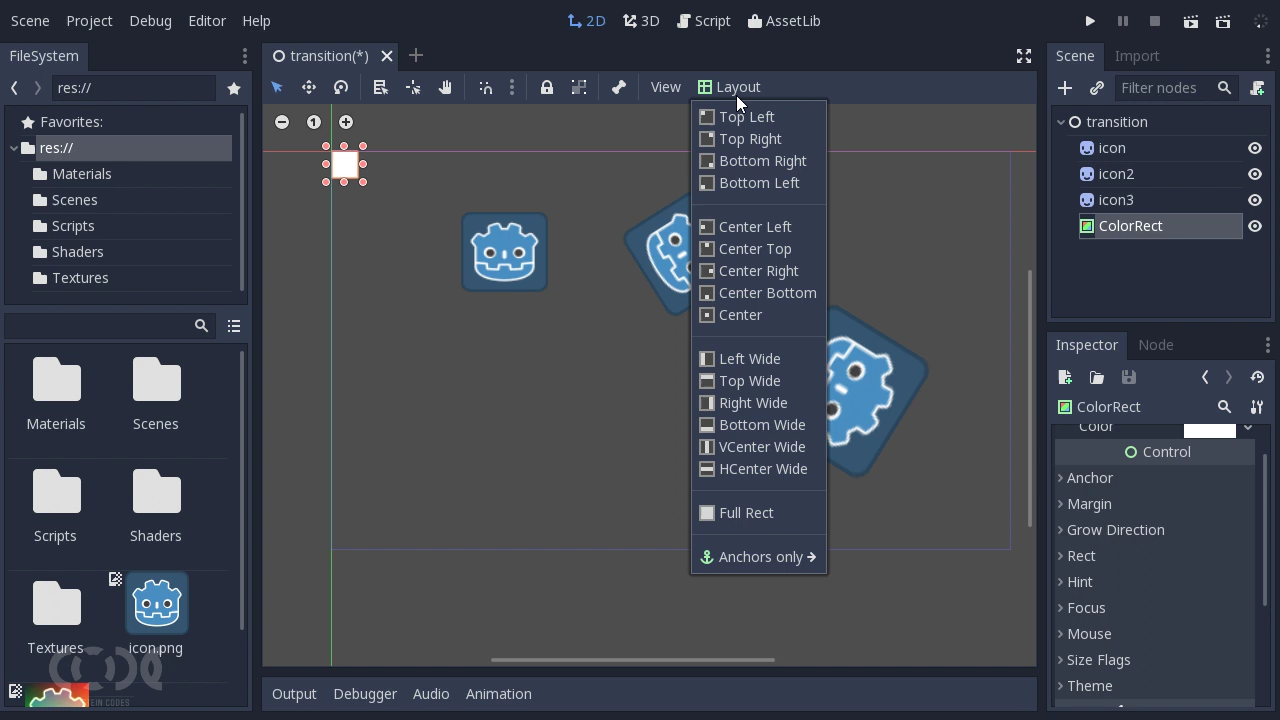 Scene Project Debug Editor Help 2D 3D Script AssetLib
FileSystem transition(*) Scene Import
res:// View Layout Filter nodes
Favorites:
res://
Materials
Scenes
Scripts
Shaders
Textures
Materials Scenes
Scripts Shaders
Textures icon.png
CODE
EIN CODES
1
Top Left
Top Right
Bottom Right
Bottom Left
Center Left
Center Top
Center Right
Center Bottom
Center
Left Wide
Top Wide
Right Wide
Bottom Wide
VCenter Wide
HCenter Wide
Full Rect
Anchors only
Output Debugger Audio Animation
transition
icon
icon2
icon3
ColorRect
Inspector Node
ColorRect
Color
Control
Anchor
Margin
Grow Direction
Rect
Hint
Focus
Mouse
Size Flags
Theme